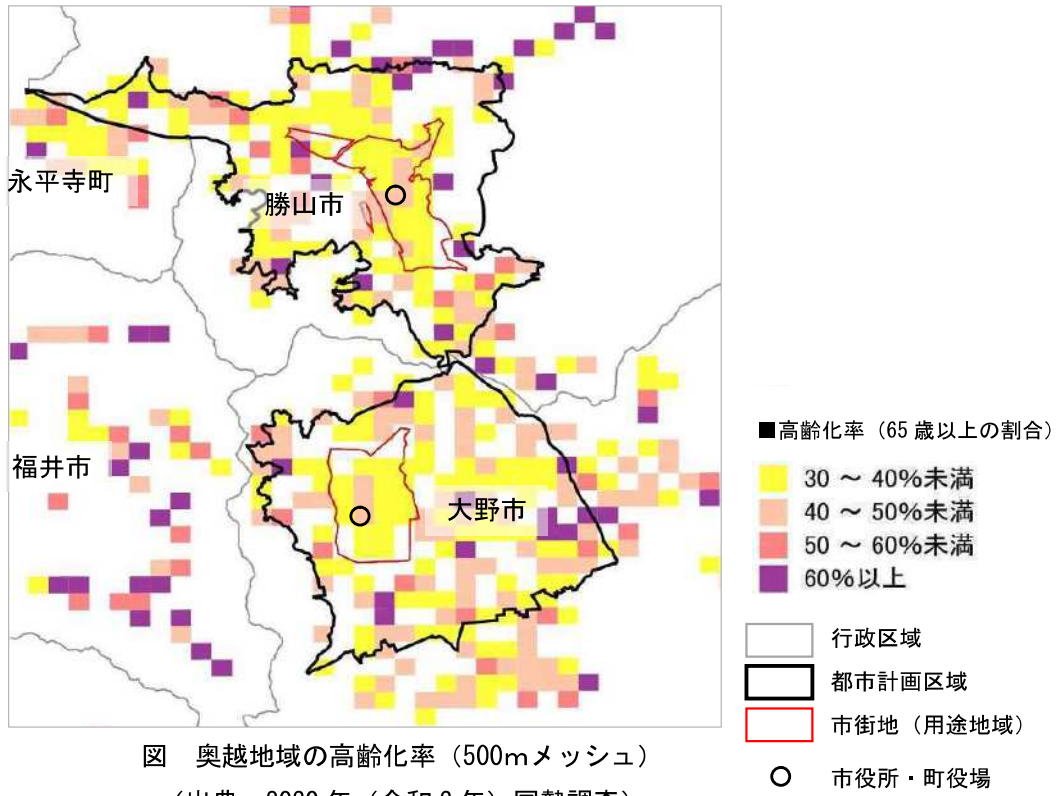 永平寺町
勝山市
福井市
大野市
■高齢化率（65 歳以上の割合）
30 ～ 40%未満
40 ～ 50%未満
50 ～ 60%未満
60%以上
行政区域
都市計画区域
市街地（用途地域）
市役所・町役場
図　奥越地域の高齢化率（500mメッシュ）